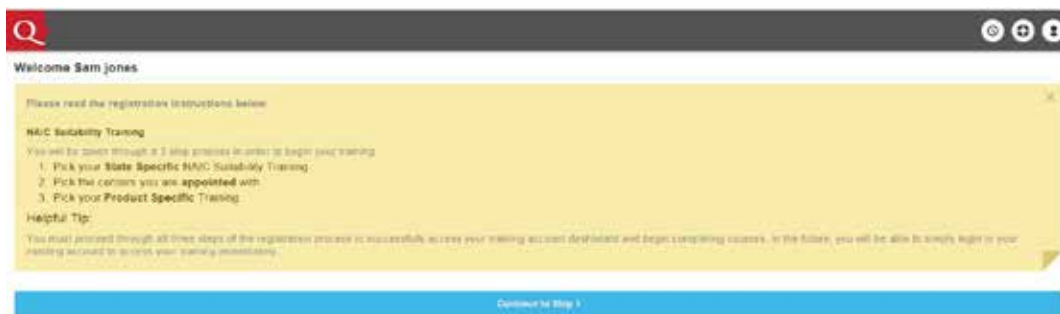 Q
Welcome Sam jones
Please read the registration instructions below
NAIC Suitability Training
You will be taken through a 3 step process in order to begin your training
1. Pick your State Specific NAIC Suitability Training
2. Pick the carriers you are appointed with
3. Pick your Product Specific Training
Helpful Tip:
You must proceed through all three steps of the registration process to successfully access your training account dashboard and begin completing courses. In the future, you will be able to simply login to your
existing account to access your training immediately.
Continue to Step 1